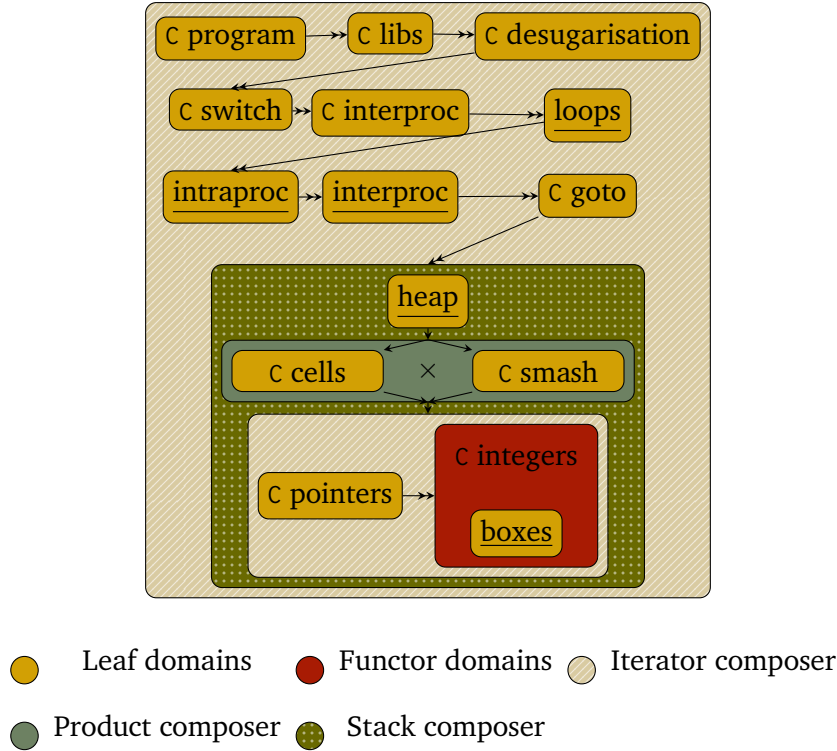 C program C libs C desugarisation
C switch C interproc loops
intraproc interproc C goto
heap
C cells × C smash
C integers
C pointers
boxes
Leaf domains Functor domains Iterator composer
Product composer Stack composer